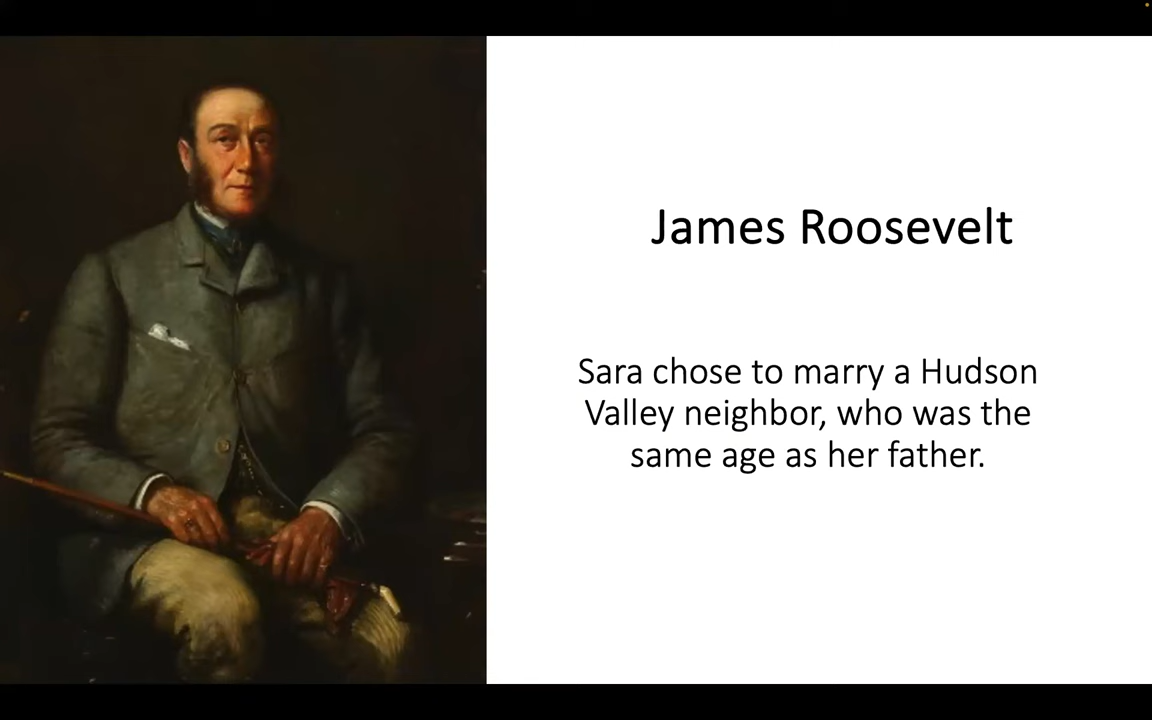 James Roosevelt
Sara chose to marry a Hudson
Valley neighbor, who was the
same age as her father.